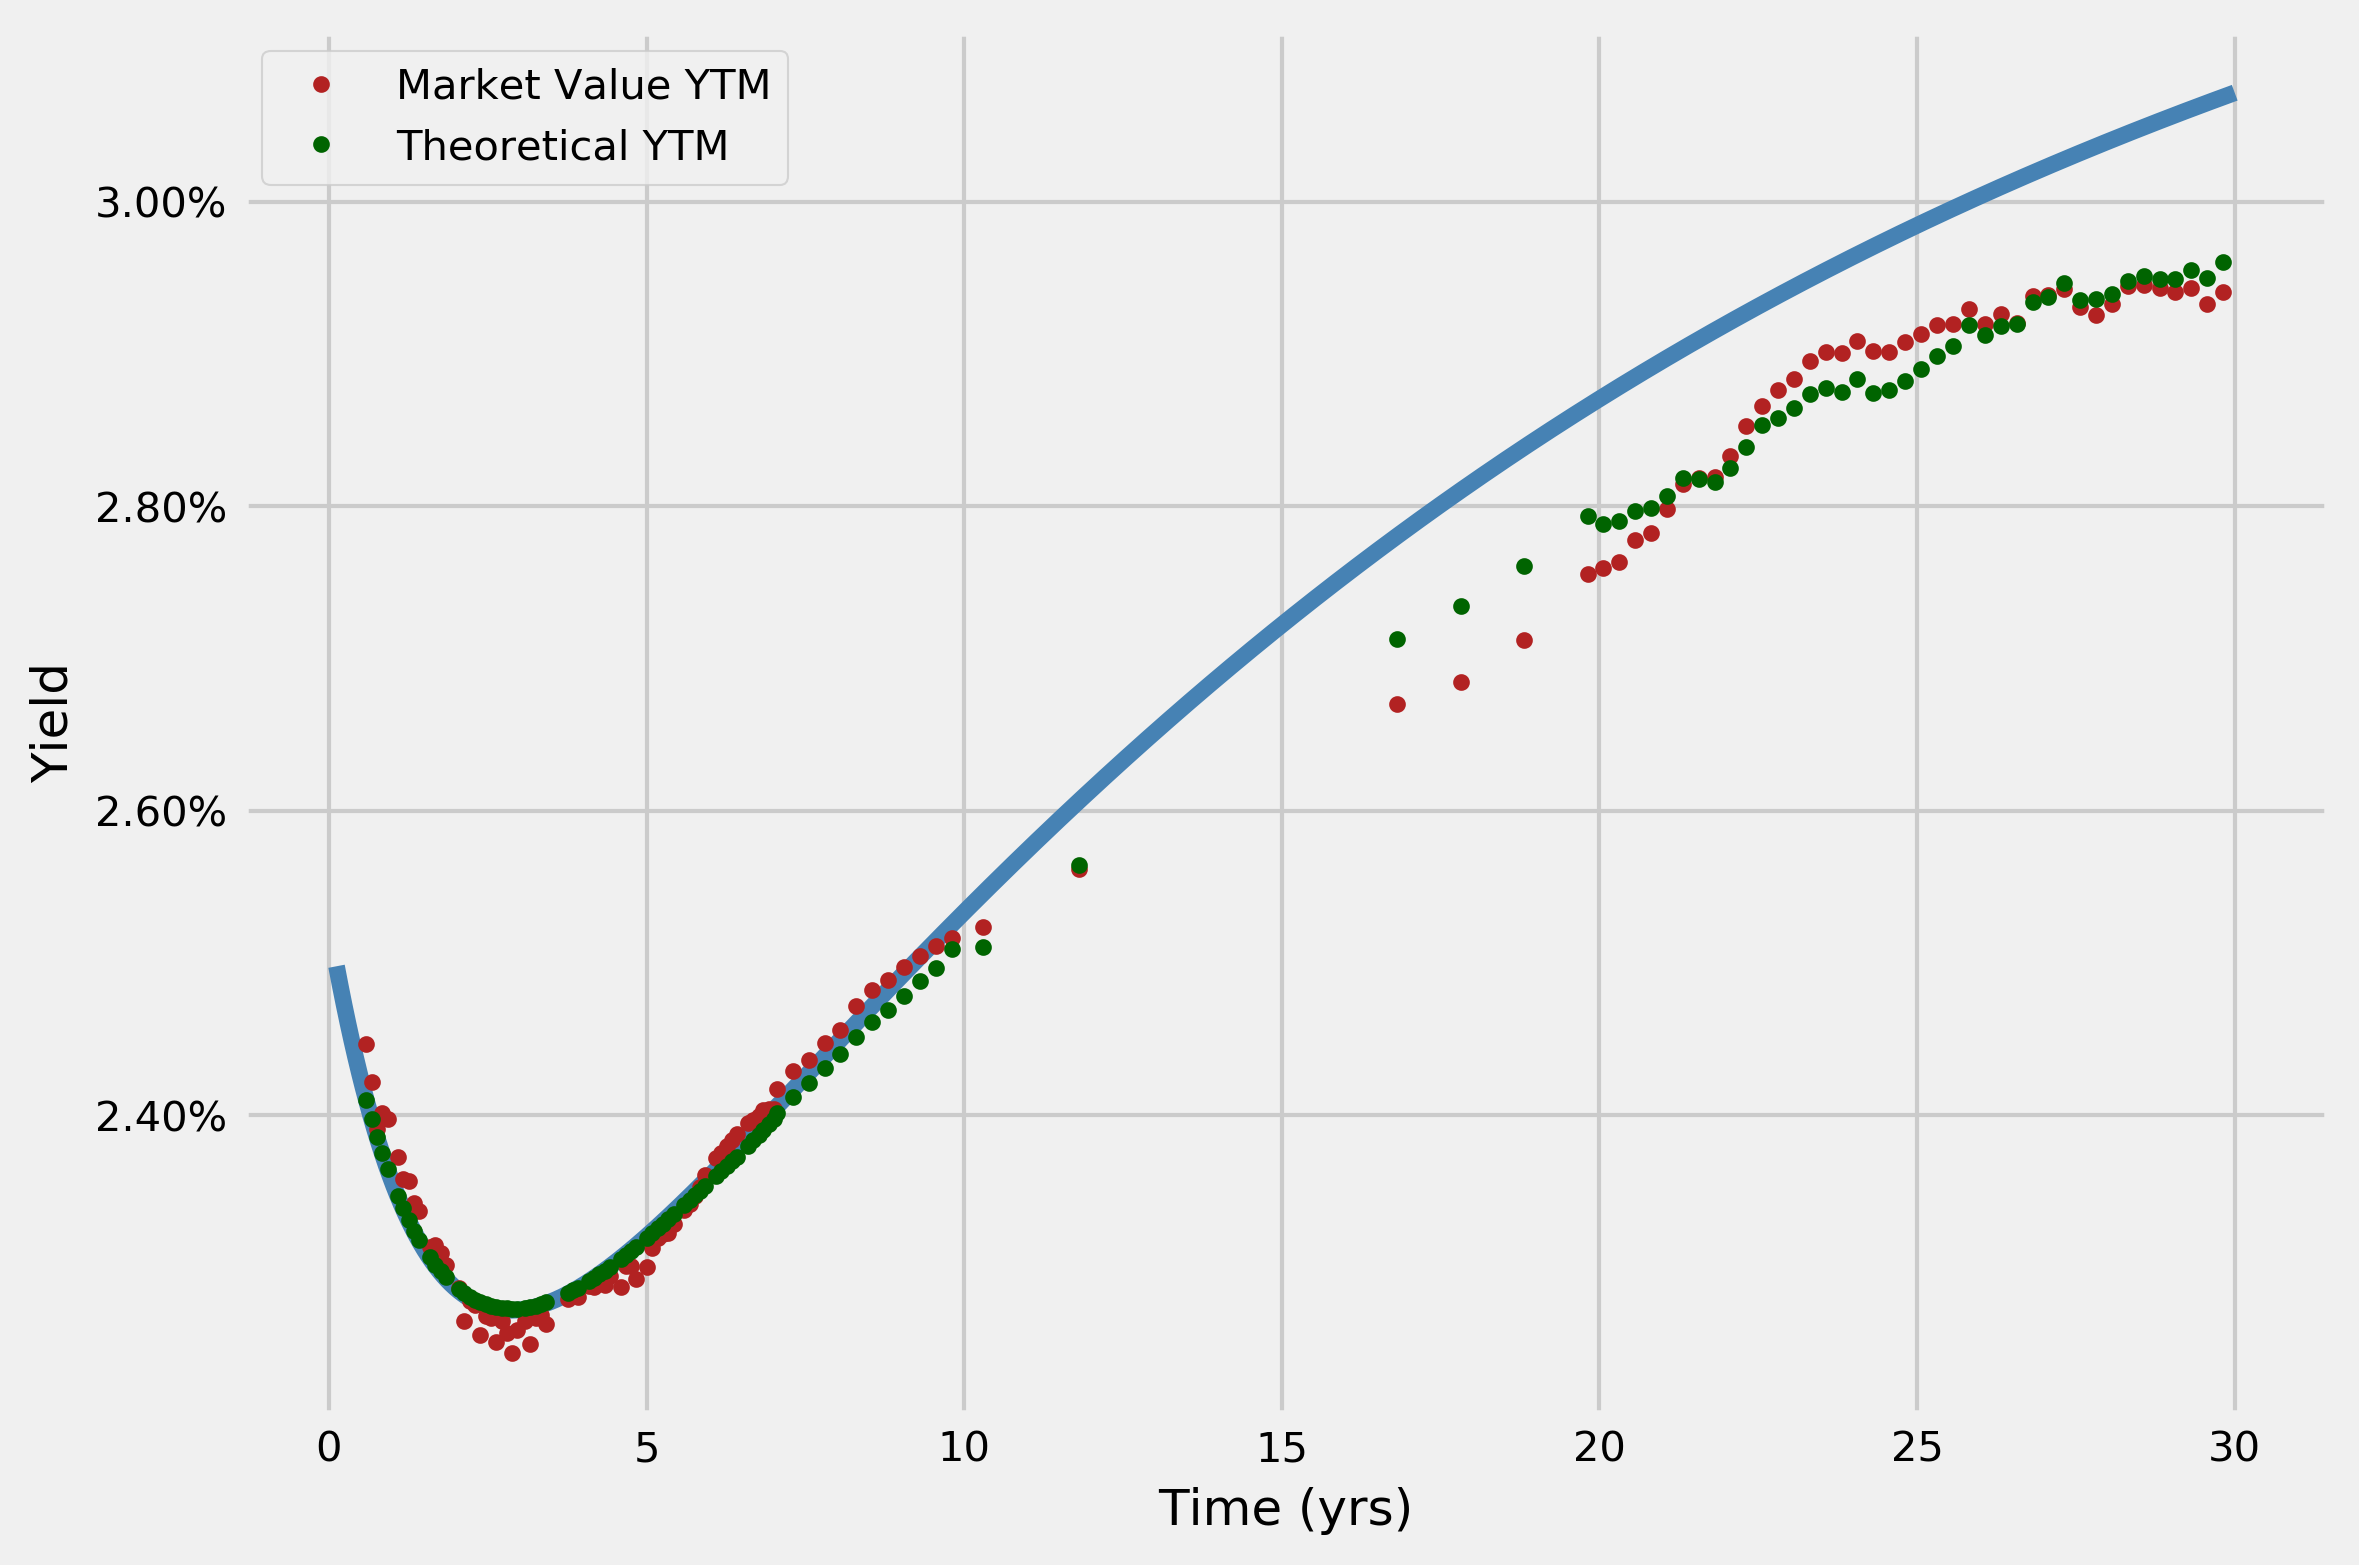 Market Value YTM
Theoretical YTM
3.00%
2.80%
2.60%
2.40%
Yield
0 5 10 15 20 25 30
Time (yrs)